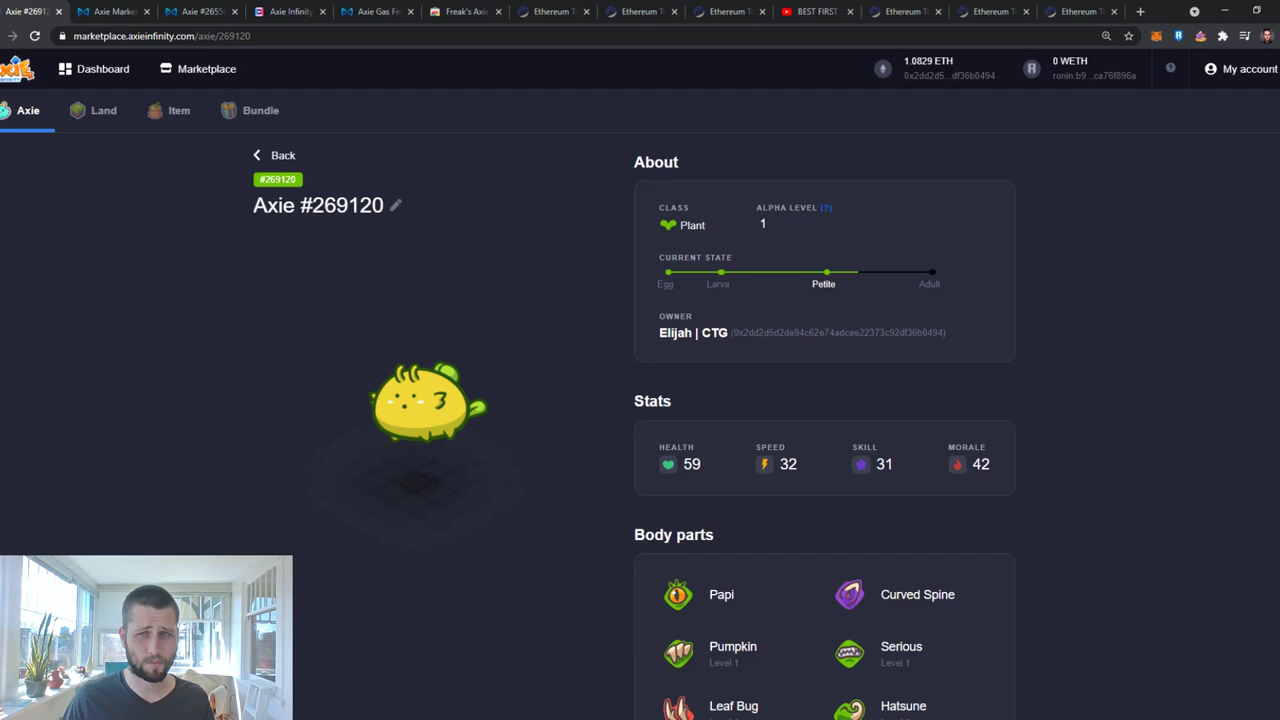 Axie #26912
Axie Market
#2655
Axie Infinity
Axie Gas Fe
Freak's Axie
Ethereum T
Ethereum T
Ethereum T
BEST FIRST
Ethereum T
Ethereum T
Ethereum T
marketplace.axieinfinity.com/axie/269120
Dashboard
Marketplace
1.0829 ETH
0x2dd2d5...df36b0494
0 WETH
ronin:b9...ca76f896a
My account
Axie
Land
Item
Bundle
Back
#269120
Axie #269120
About
CLASS
ALPHA LEVEL (?)
Plant
1
CURRENT STATE
Egg
Larva
Petite
Adult
OWNER
Elijah | CTG (0x2dd2d5d2de94c62e74adcee22373c92df36b0494)
Stats
HEALTH
SPEED
SKILL
MORALE
59
32
31
42
Body parts
Papi
Curved Spine
Pumpkin
Level 1
Serious
Level 1
Leaf Bug
Hatsune